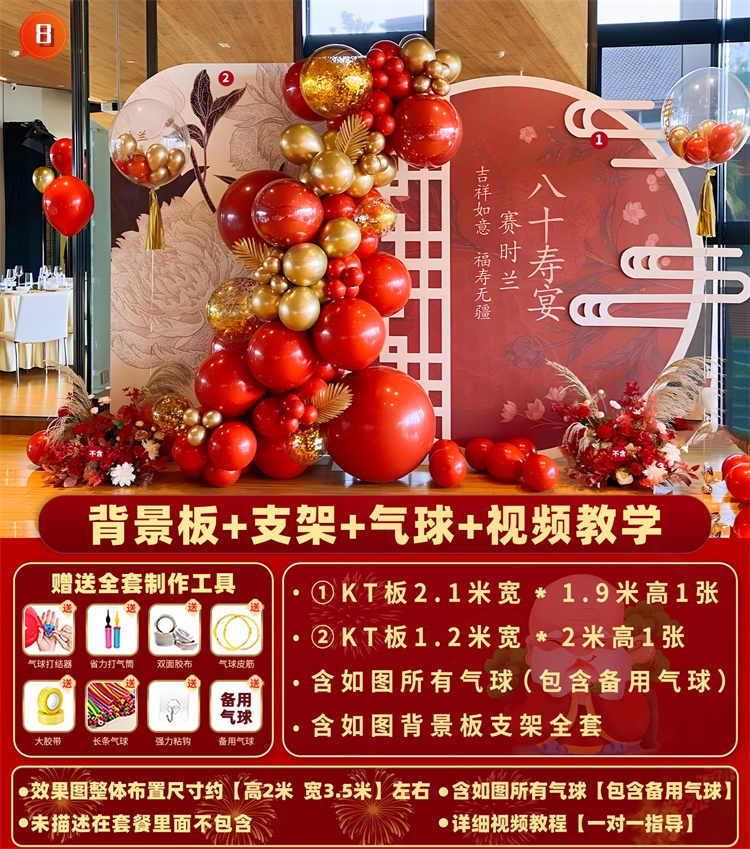 8
2
1
八十寿宴
赛时兰
吉祥如意 福寿无疆
兰
不含
不含
背景板+支架+气球+视频教学
赠送全套制作工具
送 送 送 送
气球打结器 省力打气筒 双面胶布 气球皮筋
送 送 送 送
备用
气球
大胶带 长条气球 强力粘钩 备用气球
·①KT板2.1米宽 * 1.9米高1张
·②KT板1.2米宽 * 2米高1张
·含如图所有气球(包含备用气球)
·含如图背景板支架全套
●效果图整体布置尺寸约【高2米 宽3.5米】左右 ●含如图所有气球【包含备用气球】
●未描述在套餐里面不包含 ●详细视频教程【一对一指导】